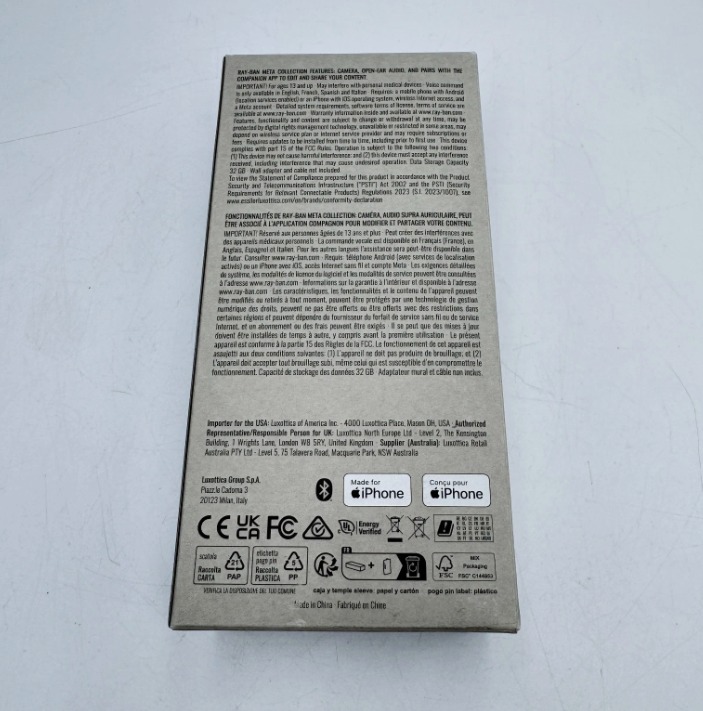 RAY-BAN META COLLECTION FEATURES: CAMERA, OPEN-EAR AUDIO, AND PAIRS WITH THE
COMPANION APP TO EDIT AND SHARE YOUR CONTENT.
IMPORTANT! For ages 13 and up · May interfere with personal medical devices · Voice command
is only available in English, French, Spanish and Italian · Requires: a mobile phone with Android
(location services enabled) or an iPhone with iOS operating system, wireless internet access, and
a Meta account · Detailed system requirements, software terms of license, terms of service are
available at www.ray-ban.com · Warranty information inside and available at www.ray-ban.com ·
Features, functionality and content are subject to change or withdrawal at any time, may be
protected by digital rights management technology, unavailable or restricted in some areas, may
depend on wireless service plan or internet service provider and may require subscriptions or
fees · Requires updates to be installed from time to time, including prior to first use · This device
complies with part 15 of the FCC Rules. Operation is subject to the following two conditions:
(1) This device may not cause harmful interference; and (2) this device must accept any interference
received, including interference that may cause undesired operation. Data Storage Capacity
32 GB · Wall adapter and cable not included
To view the Statement of Compliance prepared for this product in accordance with the Product
Security and Telecommunications Infrastructure ("PSTI") Act 2002 and the PSTI (Security
Requirements for Relevant Connectable Products) Regulations 2023 (S.I. 2023/1007), see
www.essilorluxottica.com/en/brands/conformity-declaration
FONCTIONNALITÉS DE RAY-BAN META COLLECTION: CAMÉRA, AUDIO SUPRA AURICULAIRE, PEUT
ÊTRE ASSOCIÉ À L'APPLICATION COMPAGNON POUR MODIFIER ET PARTAGER VOTRE CONTENU.
IMPORTANT! Réservé aux personnes âgées de 13 ans et plus · Peut créer des interférences avec
des appareils médicaux personnels · La commande vocale est disponible en Français (France), en
Anglais, Espagnol et Italien. Pour les autres langues l'assistance sera peut-être disponible dans
le futur. Consulter www.ray-ban.com · Requis: téléphone Android (avec services de localisation
activés) ou un iPhone avec iOS, accès Internet sans fil et compte Meta · Les exigences détaillées
du système, les modalités de licence du logiciel et les modalités de service peuvent être consultées
à l'adresse www.ray-ban.com · Informations sur la garantie à l'intérieur et disponible à l'adresse
www.ray-ban.com · Les caractéristiques, les fonctionnalités et le contenu de l'appareil peuvent
être modifiés ou retirés à tout moment, peuvent être protégés par une technologie de gestion
numérique des droits, peuvent ne pas être offerts ou être offerts avec des restrictions dans
certaines régions et peuvent dépendre du fournisseur du forfait de service sans fil ou de service
Internet, et un abonnement ou des frais peuvent être exigés · Il se peut que des mises à jour
doivent être installées de temps à autre, y compris avant la première utilisation · Le présent
appareil est conforme à la partie 15 des Règles de la FCC. Le fonctionnement de cet appareil est
assujetti aux deux conditions suivantes: (1) L'appareil ne doit pas produire de brouillage, et (2)
L'appareil doit accepter tout brouillage subi, même celui qui est susceptible d'en compromettre le
fonctionnement. Capacité de stockage des données 32 GB · Adaptateur mural et câble non inclus.
Importer for the USA: Luxottica of America Inc. - 4000 Luxottica Place, Mason OH, USA _Authorized
Representative/Responsible Person for UK: Luxottica North Europe Ltd - Level 2, The Kensington
Building, 1 Wrights Lane, London W8 5RY, United Kingdom · Supplier (Australia): Luxottica Retail
Australia PTY Ltd - Level 5, 75 Talavera Road, Macquarie Park, NSW Australia
Luxottica Group S.p.A.
Piazz.le Cadorna 3
20123 Milan, Italy
Made for
iPhone
Conçu pour
iPhone
CE UK CA FC UL Energy
Verified
scatola
Raccolta
CARTA
21
PAP
etichetta
pogo pin
Raccolta
PLASTICA
5
PP
FR
FSC
MIX
Packaging
VERIFICA LE DISPOSIZIONI DEL TUO COMUNE
caja y temple sleeve: papel y cartón
pogo pin label: plástico
Made in China · Fabriqué en Chine